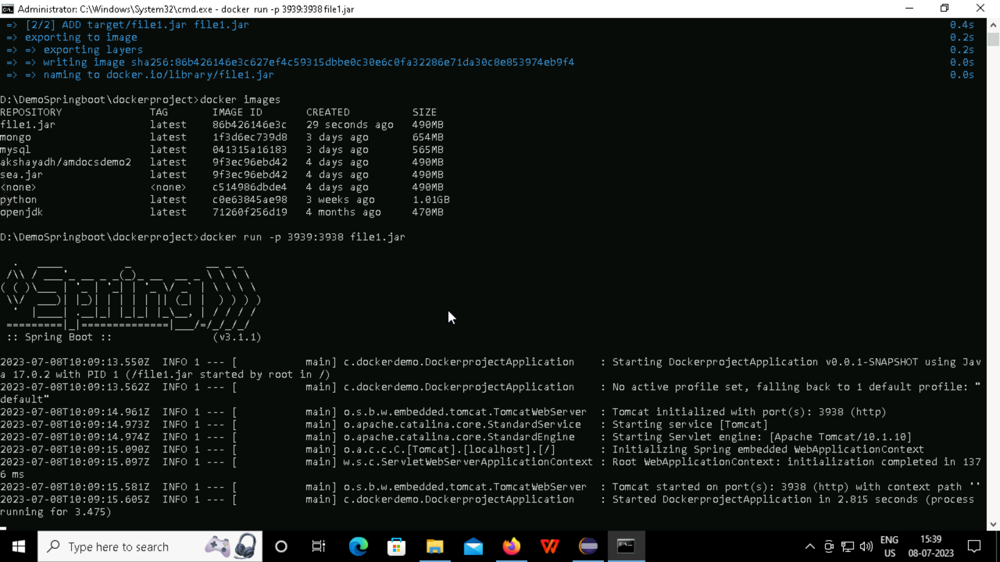 Administrator: C:\Windows\System32\cmd.exe - docker run -p 3939:3938 file1.jar
=> [2/2] ADD target/file1.jar file1.jar 0.4s
=> exporting to image 0.2s
=> => exporting layers 0.2s
=> => writing image sha256:86b426146e3c627ef4c59315dbbe0c30e6c0fa32286e71da30c8e853974eb9f4 0.0s
=> => naming to docker.io/library/file1.jar 0.0s
D:\DemoSpringboot\dockerproject>docker images
REPOSITORY TAG IMAGE ID CREATED SIZE
file1.jar latest 86b426146e3c 29 seconds ago 490MB
mongo latest 1f3d6ec739d8 3 days ago 654MB
mysql latest 041315a16183 3 days ago 565MB
akshayadh/amdocsdemo2 latest 9f3ec96ebd42 4 days ago 490MB
sea.jar latest 9f3ec96ebd42 4 days ago 490MB
<none> <none> c514986dbde4 4 days ago 490MB
python latest c0e63845ae98 3 weeks ago 1.01GB
openjdk latest 71260f256d19 4 months ago 470MB
D:\DemoSpringboot\dockerproject>docker run -p 3939:3938 file1.jar
Spring
:: Spring Boot :: (v3.1.1)
2023-07-08T10:09:13.550Z INFO 1 --- [ main] c.dockerdemo.DockerprojectApplication : Starting DockerprojectApplication v0.0.1-SNAPSHOT using Jav
a 17.0.2 with PID 1 (/file1.jar started by root in /)
2023-07-08T10:09:13.562Z INFO 1 --- [ main] c.dockerdemo.DockerprojectApplication : No active profile set, falling back to 1 default profile: "
default"
2023-07-08T10:09:14.961Z INFO 1 --- [ main] o.s.b.w.embedded.tomcat.TomcatWebServer : Tomcat initialized with port(s): 3938 (http)
2023-07-08T10:09:14.973Z INFO 1 --- [ main] o.apache.catalina.core.StandardService : Starting service [Tomcat]
2023-07-08T10:09:14.974Z INFO 1 --- [ main] o.apache.catalina.core.StandardEngine : Starting Servlet engine: [Apache Tomcat/10.1.10]
2023-07-08T10:09:15.090Z INFO 1 --- [ main] o.a.c.c.C.[Tomcat].[localhost].[/] : Initializing Spring embedded WebApplicationContext
2023-07-08T10:09:15.097Z INFO 1 --- [ main] w.s.c.ServletWebServerApplicationContext : Root WebApplicationContext: initialization completed in 137
6 ms
2023-07-08T10:09:15.581Z INFO 1 --- [ main] o.s.b.w.embedded.tomcat.TomcatWebServer : Tomcat started on port(s): 3938 (http) with context path ''
2023-07-08T10:09:15.605Z INFO 1 --- [ main] c.dockerdemo.DockerprojectApplication : Started DockerprojectApplication in 2.815 seconds (process
running for 3.475)
Type here to search
ENG
US
15:39
08-07-2023